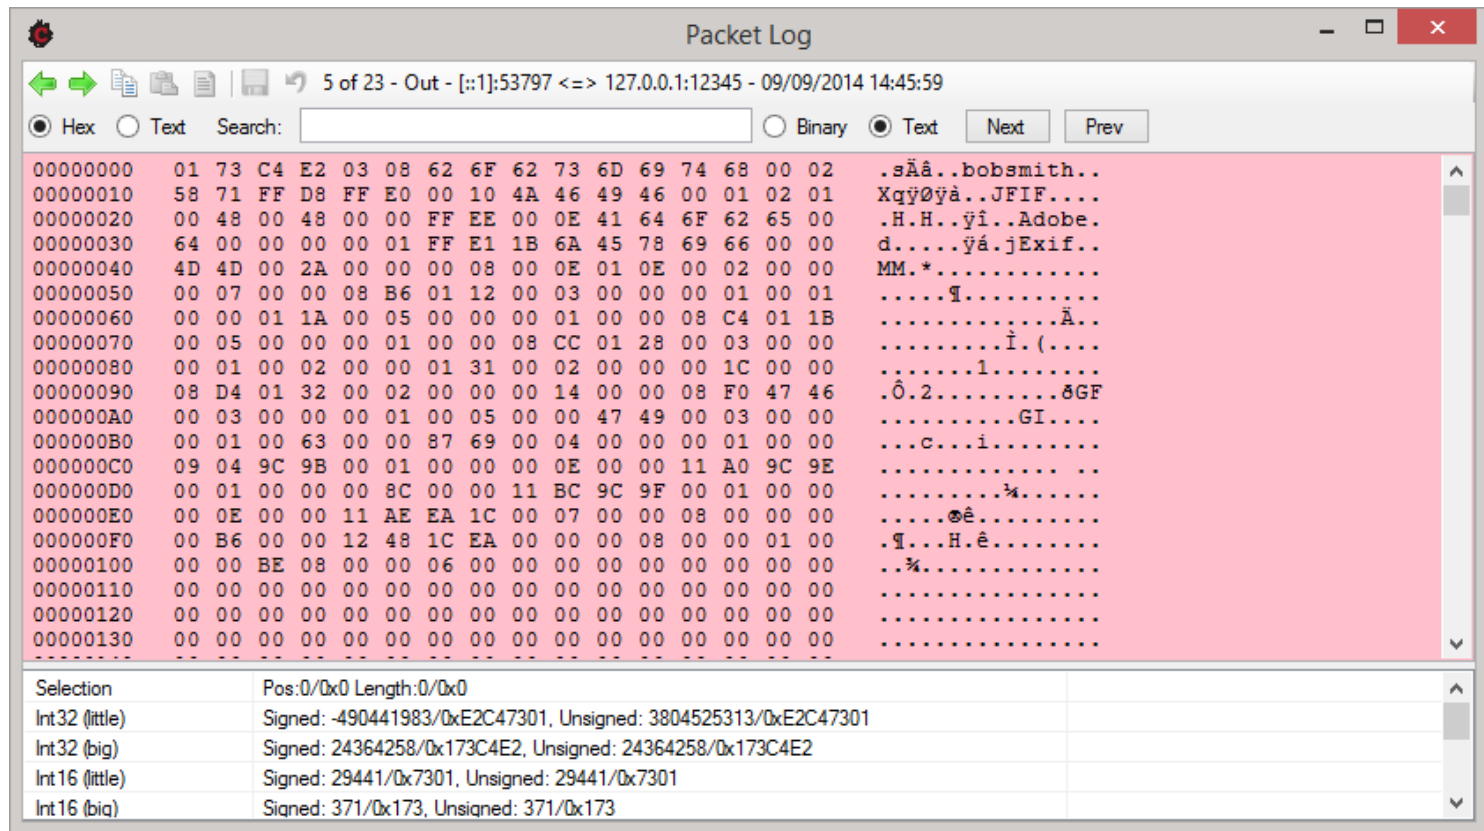 Packet Log
5 of 23 - Out - [::1]:53797 <=> 127.0.0.1:12345 - 09/09/2014 14:45:59
Hex Text Search: Binary Text Next Prev
00000000 01 73 C4 E2 03 08 62 6F 62 73 6D 69 74 68 00 02 .sÄâ..bobsmith..
00000010 58 71 FF D8 FF E0 00 10 4A 46 49 46 00 01 02 01 XqÿØÿà..JFIF....
00000020 00 48 00 48 00 00 FF EE 00 0E 41 64 6F 62 65 00 .H.H..ÿî..Adobe.
00000030 64 00 00 00 00 01 FF E1 1B 6A 45 78 69 66 00 00 d.....ÿá.jExif..
00000040 4D 4D 00 2A 00 00 00 08 00 0E 01 0E 00 02 00 00 MM.*............
00000050 00 07 00 00 08 B6 01 12 00 03 00 00 00 01 00 01 .....¶..........
00000060 00 00 01 1A 00 05 00 00 00 01 00 00 08 C4 01 1B .............Ä..
00000070 00 05 00 00 00 01 00 00 08 CC 01 28 00 03 00 00 .........Ì.(....
00000080 00 01 00 02 00 00 01 31 00 02 00 00 00 1C 00 00 .......1........
00000090 08 D4 01 32 00 02 00 00 00 14 00 00 08 F0 47 46 .Ô.2.........ðGF
000000A0 00 03 00 00 00 01 00 05 00 00 47 49 00 03 00 00 ..........GI....
000000B0 00 01 00 63 00 00 87 69 00 04 00 00 00 01 00 00 ...c...i........
000000C0 09 04 9C 9B 00 01 00 00 00 0E 00 00 11 A0 9C 9E ............. ..
000000D0 00 01 00 00 00 8C 00 00 11 BC 9C 9F 00 01 00 00 .........¼......
000000E0 00 0E 00 00 11 AE EA 1C 00 07 00 00 08 00 00 00 .....®ê.........
000000F0 00 B6 00 00 12 48 1C EA 00 00 00 08 00 00 01 00 .¶...H.ê........
00000100 00 00 BE 08 00 00 06 00 00 00 00 00 00 00 00 00 ..¾.............
00000110 00 00 00 00 00 00 00 00 00 00 00 00 00 00 00 00 ................
00000120 00 00 00 00 00 00 00 00 00 00 00 00 00 00 00 00 ................
00000130 00 00 00 00 00 00 00 00 00 00 00 00 00 00 00 00 ................
Selection Pos:0/0x0 Length:0/0x0
Int32 (little) Signed: -490441983/0xE2C47301, Unsigned: 3804525313/0xE2C47301
Int32 (big) Signed: 24364258/0x173C4E2, Unsigned: 24364258/0x173C4E2
Int16 (little) Signed: 29441/0x7301, Unsigned: 29441/0x7301
Int16 (big) Signed: 371/0x173, Unsigned: 371/0x173